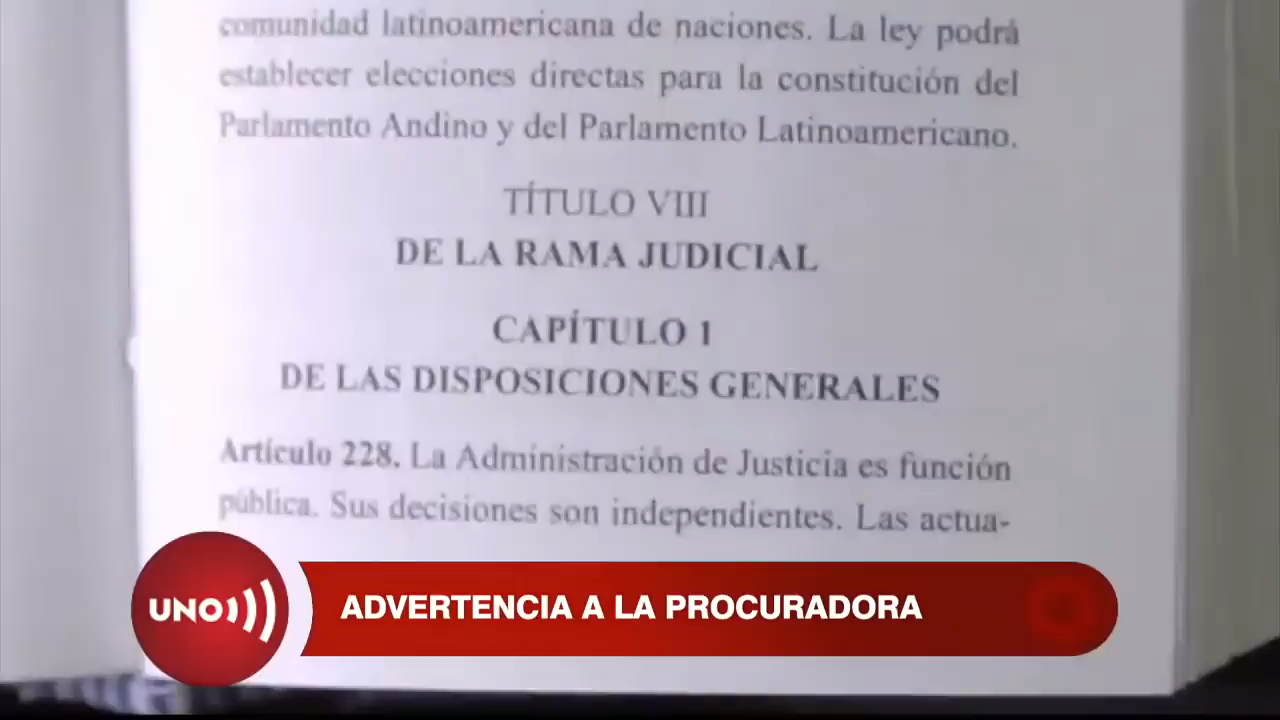 comunidad latinoamericana de naciones. La ley podrá
establecer elecciones directas para la constitución del
Parlamento Andino y del Parlamento Latinoamericano.
TÍTULO VIII
DE LA RAMA JUDICIAL
CAPÍTULO 1
DE LAS DISPOSICIONES GENERALES
Artículo 228. La Administración de Justicia es función
pública. Sus decisiones son independientes. Las actua-
UNO
ADVERTENCIA A LA PROCURADORA